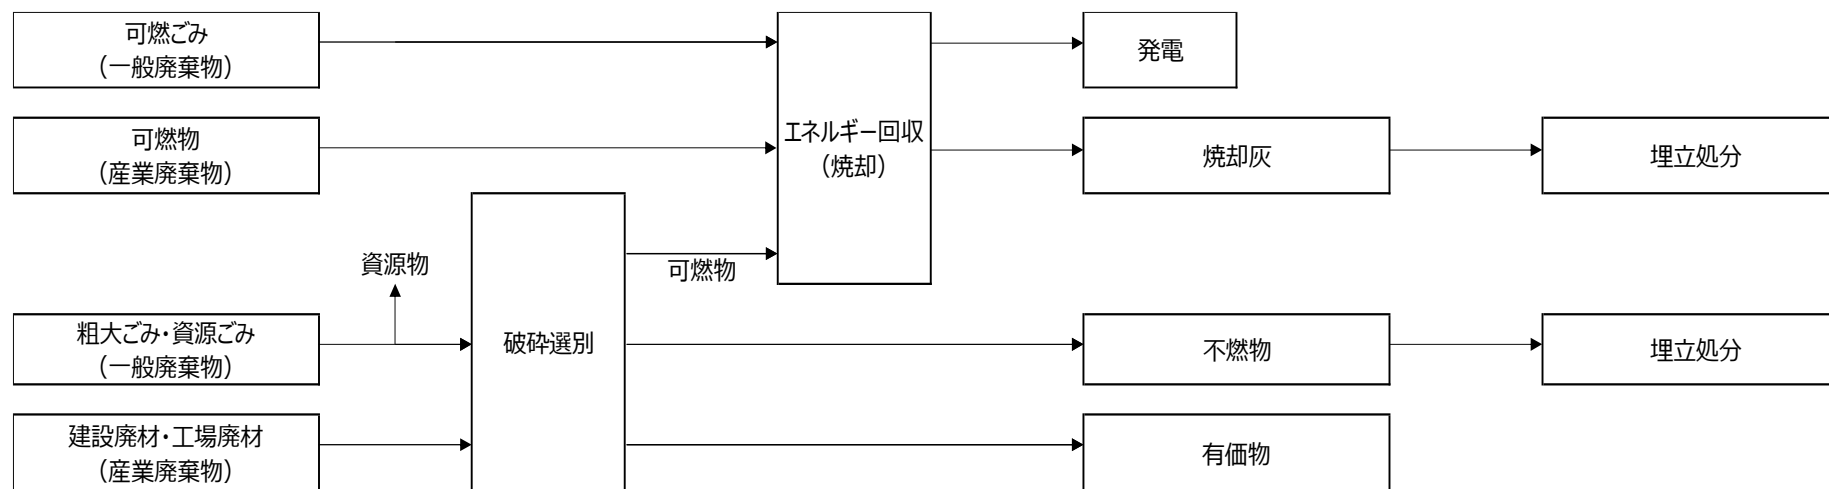 可燃ごみ
（一般廃棄物）
発電
可燃物
（産業廃棄物）
エネルギー回収
（焼却）
焼却灰
埋立処分
資源物
可燃物
粗大ごみ・資源ごみ
（一般廃棄物）
破砕選別
不燃物
埋立処分
建設廃材・工場廃材
（産業廃棄物）
有価物